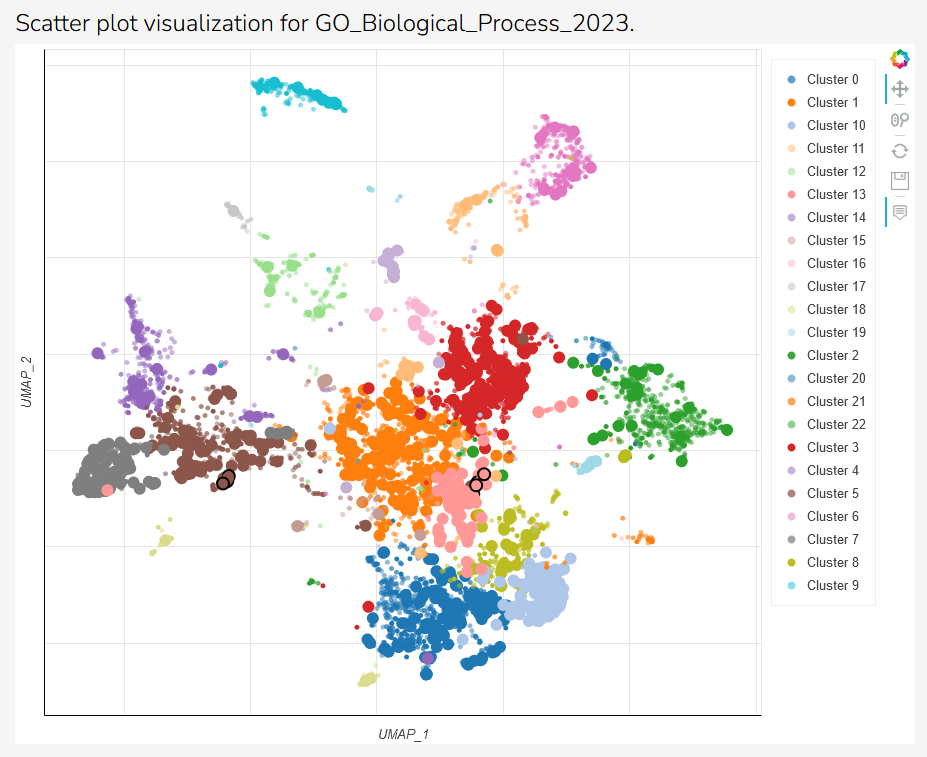 Scatter plot visualization for GO_Biological_Process_2023.
UMAP_2
UMAP_1
Cluster 0
Cluster 1
Cluster 10
Cluster 11
Cluster 12
Cluster 13
Cluster 14
Cluster 15
Cluster 16
Cluster 17
Cluster 18
Cluster 19
Cluster 2
Cluster 20
Cluster 21
Cluster 22
Cluster 3
Cluster 4
Cluster 5
Cluster 6
Cluster 7
Cluster 8
Cluster 9